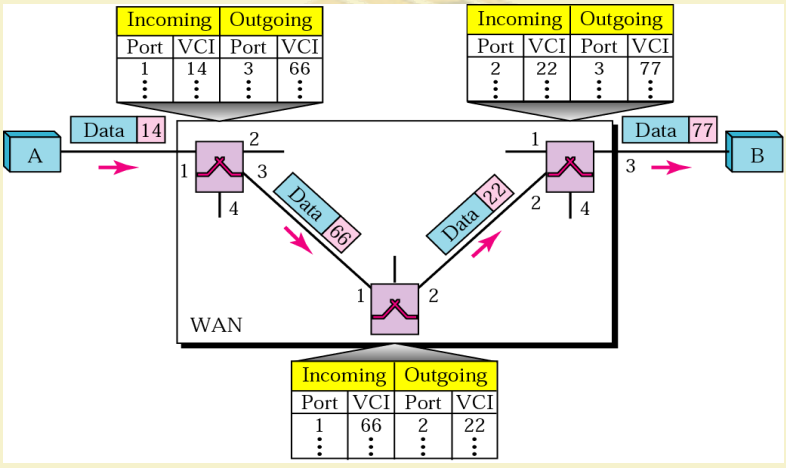 Incoming Outgoing
Port VCI Port VCI
1 14 3 66
Incoming Outgoing
Port VCI Port VCI
2 22 3 77
A
Data 14
1
2
3
4
Data 66
1
2
Data 22
1
2
3
4
Data 77
B
WAN
Incoming Outgoing
Port VCI Port VCI
1 66 2 22